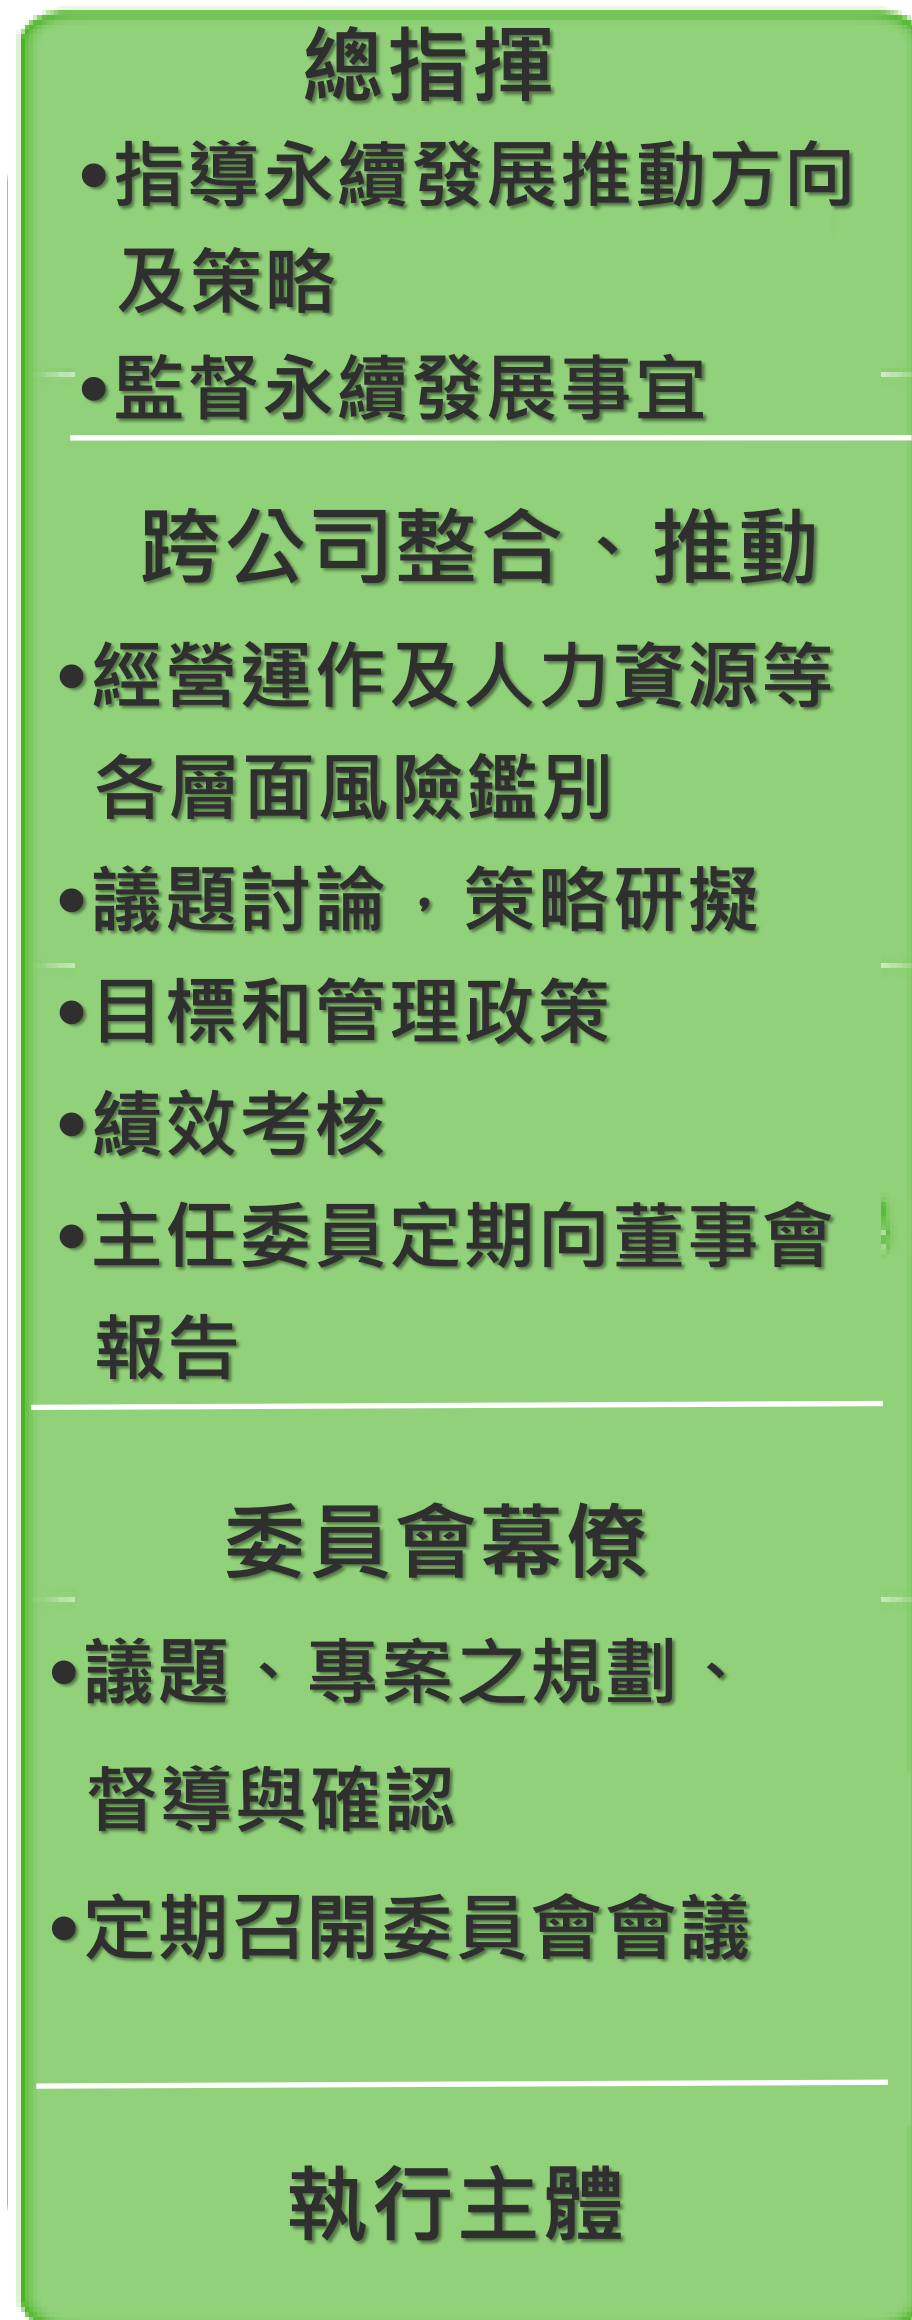 總指揮
•指導永續發展推動方向
及策略
•監督永續發展事宜
跨公司整合、推動
•經營運作及人力資源等
各層面風險鑑別
•議題討論，策略研擬
•目標和管理政策
•績效考核
•主任委員定期向董事會
報告
委員會幕僚
•議題、專案之規劃、
督導與確認
•定期召開委員會會議
執行主體